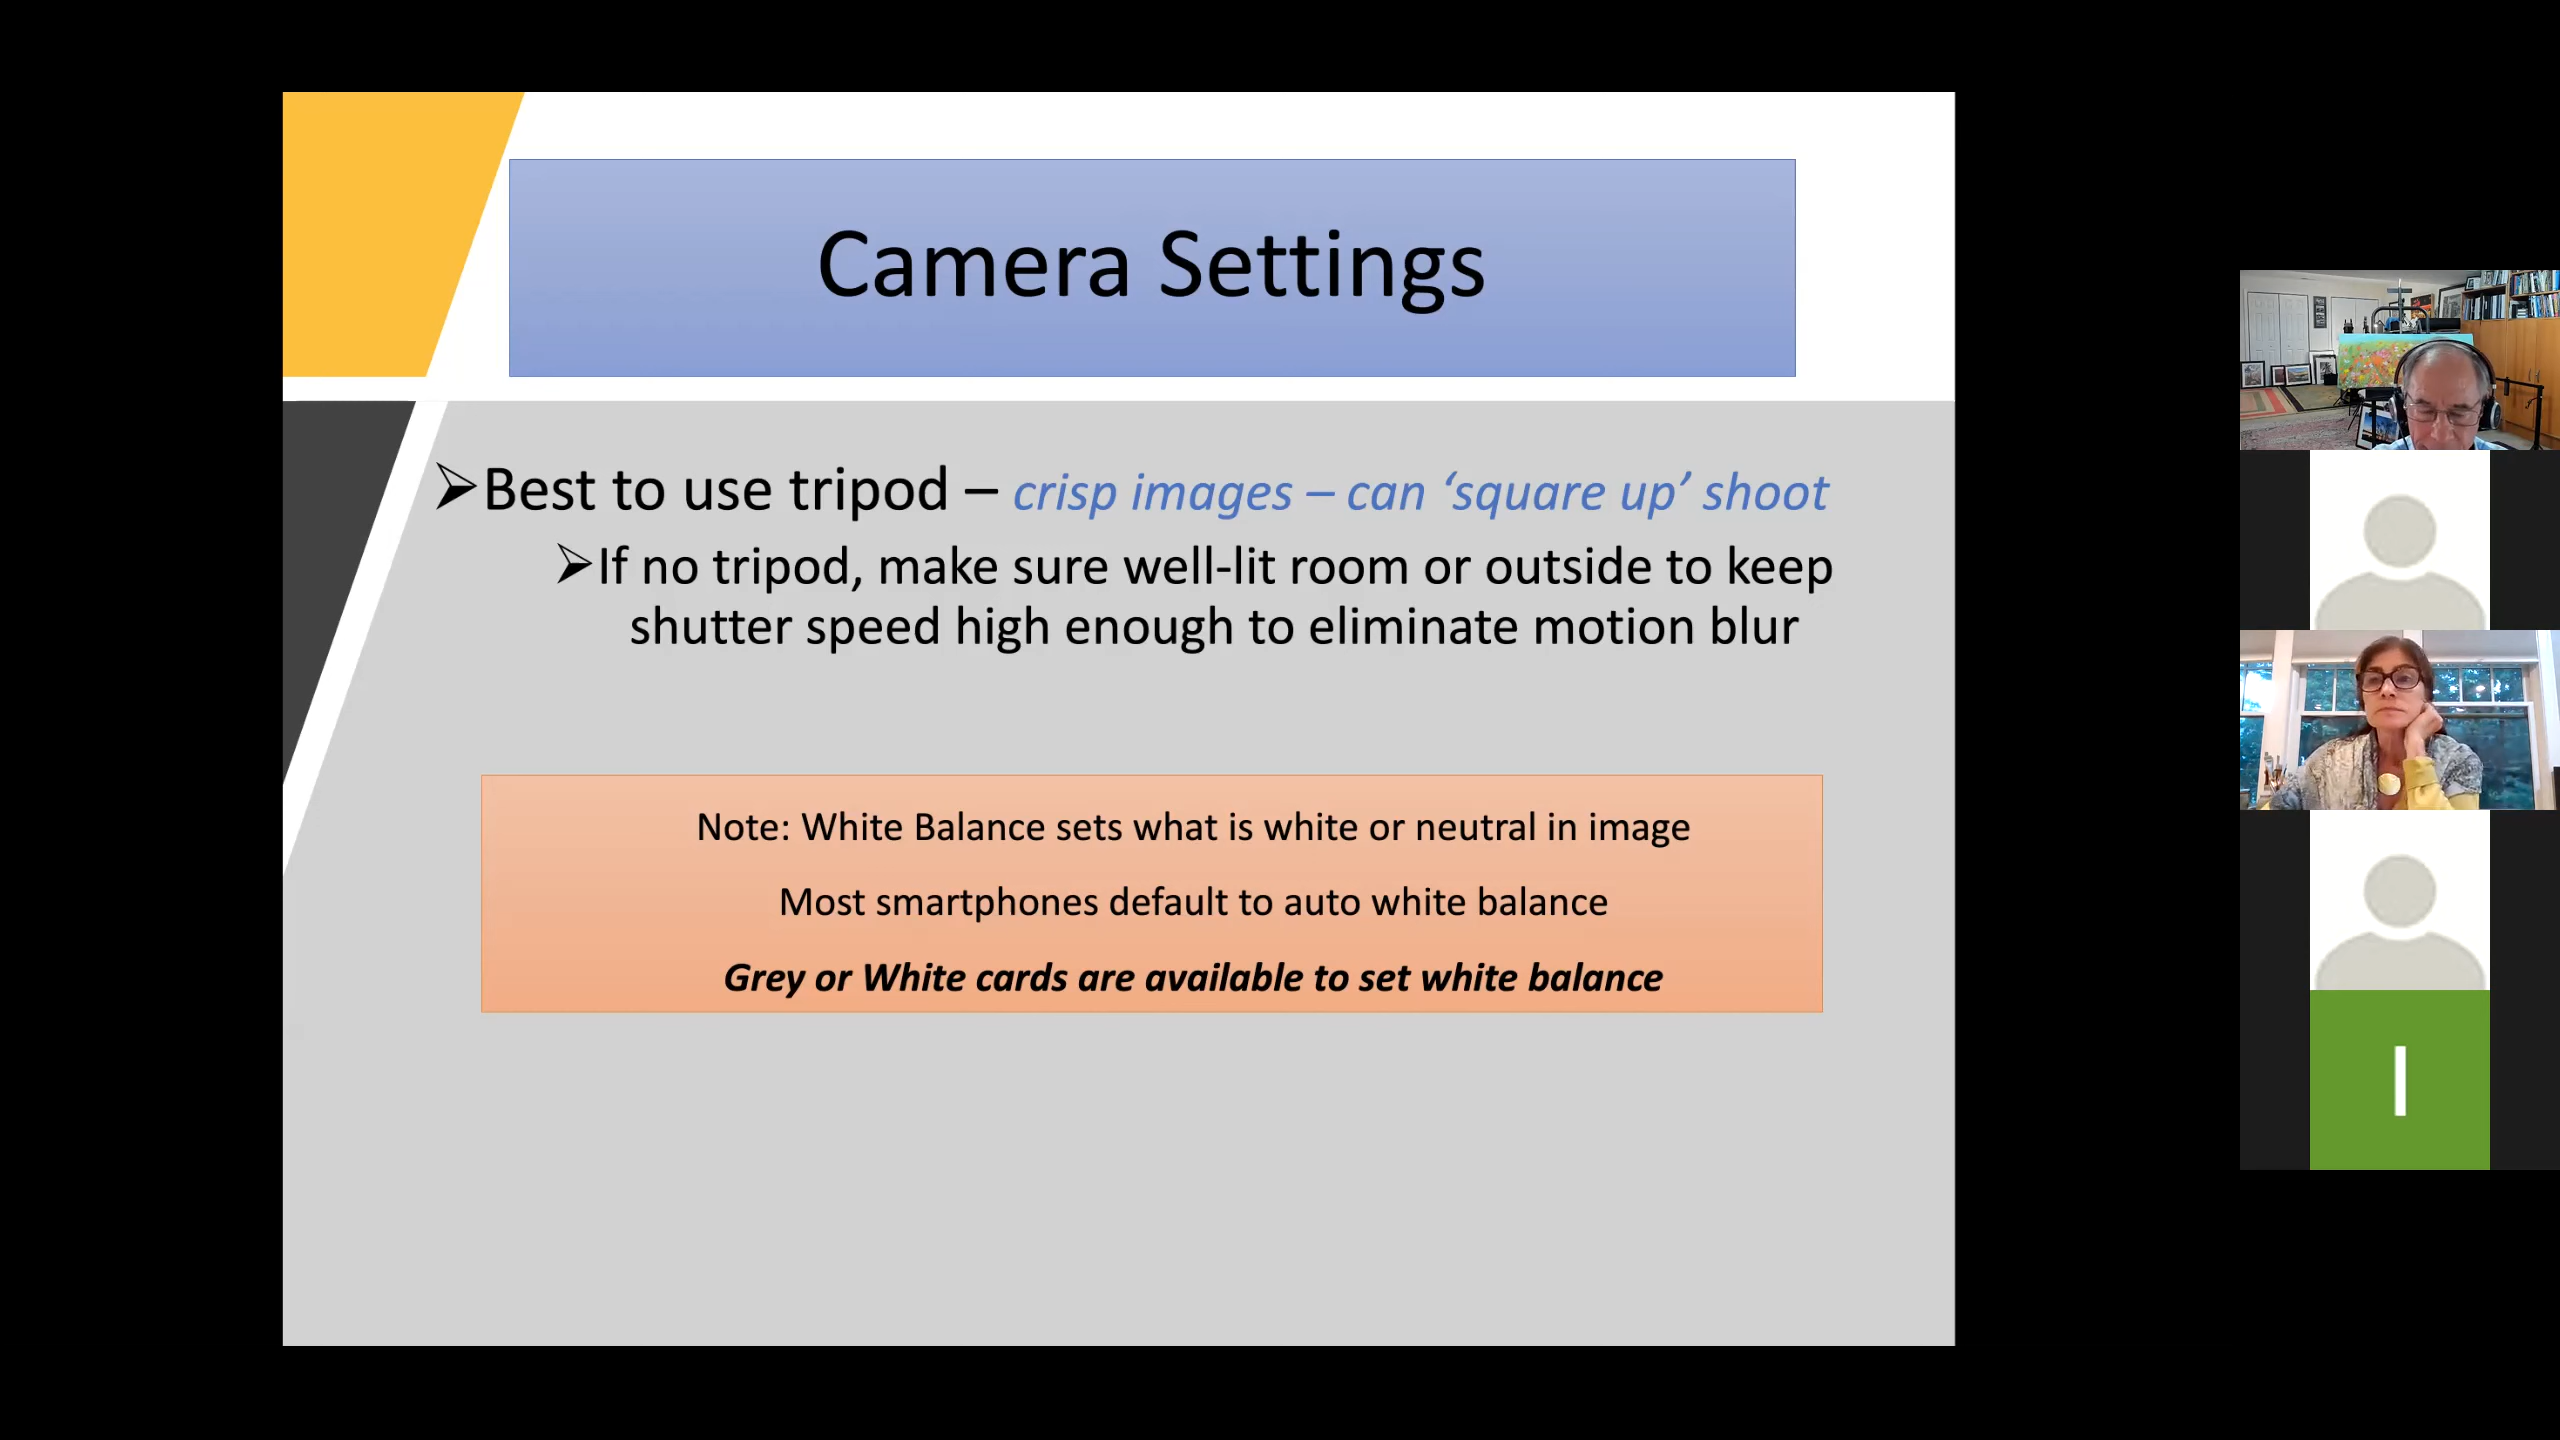 Camera Settings
➢Best to use tripod – crisp images – can ‘square up’ shoot
➢If no tripod, make sure well-lit room or outside to keep
shutter speed high enough to eliminate motion blur
Note: White Balance sets what is white or neutral in image
Most smartphones default to auto white balance
Grey or White cards are available to set white balance
I